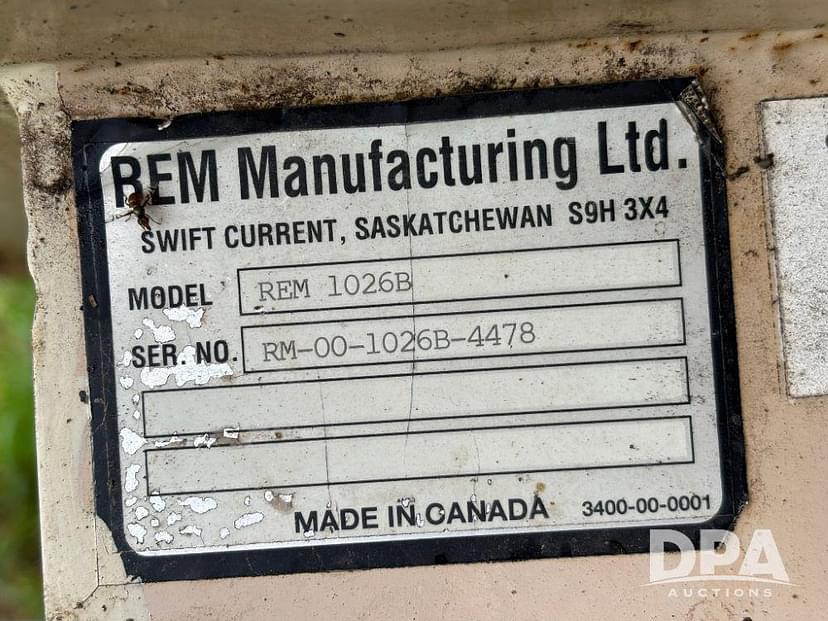 REM Manufacturing Ltd.
SWIFT CURRENT, SASKATCHEWAN S9H 3X4
MODEL REM 1026B
SER. NO. RM-00-1026B-4478
MADE IN CANADA 3400-00-0001
DPA
AUCTIONS